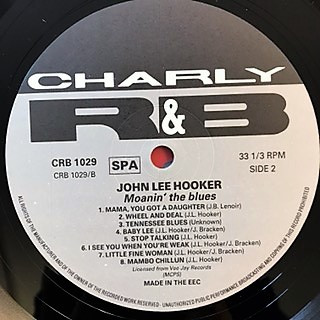 CHARLY
R&B
CRB 1029 SPA 33 1/3 RPM
CRB 1029/B SIDE 2
JOHN LEE HOOKER
Moanin' the blues
1. MAMA, YOU GOT A DAUGHTER (J.B. Lenoir)
2. WHEEL AND DEAL (J.L. Hooker)
3. TENNESSEE BLUES (Unknown)
4. BABY LEE (J.L. Hooker/J. Bracken)
5. STOP TALKING (J.L. Hooker)
6. I SEE YOU WHEN YOU'RE WEAK (J.L. Hooker/J. Bracken)
7. LITTLE FINE WOMAN (J.L. Hooker/J. Bracken)
8. MAMBO CHILLUN (J.L. Hooker)
Licensed from Vee Jay Records
(MCPS)
MADE IN THE EEC
ALL RIGHTS OF THE MANUFACTURER AND OF THE OWNER OF THE RECORDED WORK RESERVED · UNAUTHORIZED PUBLIC PERFORMANCE BROADCASTING AND COPYING OF THIS RECORD PROHIBITED